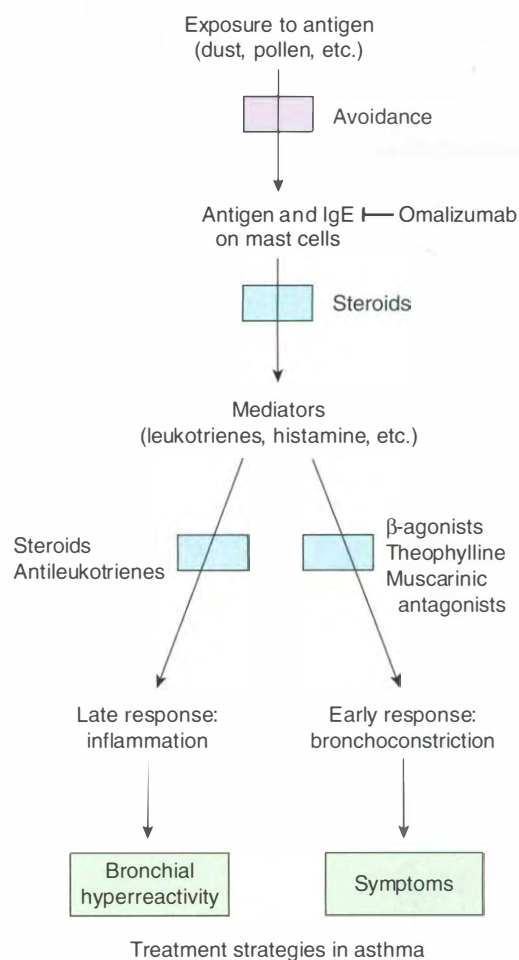 Exposure to antigen
(dust, pollen, etc.)
Avoidance
Antigen and IgE
on mast cells
Omalizumab
Steroids
Mediators
(leukotrienes, histamine, etc.)
Steroids
Antileukotrienes
β-agonists
Theophylline
Muscarinic
antagonists
Late response:
inflammation
Early response:
bronchoconstriction
Bronchial
hyperreactivity
Symptoms
Treatment strategies in asthma